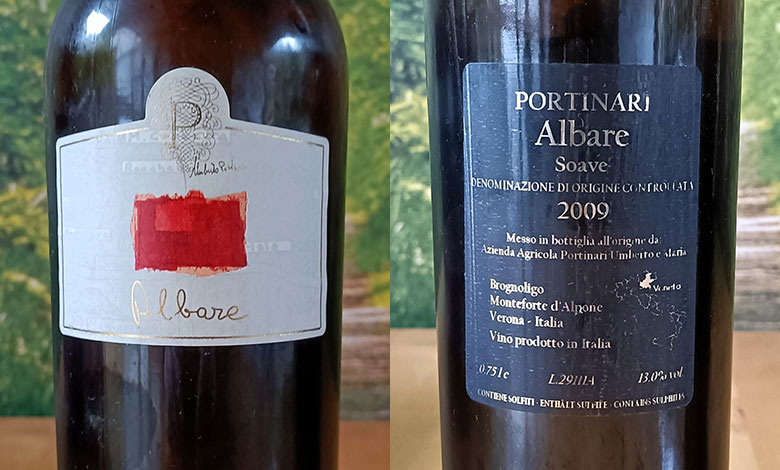 P
Albare
PORTINARI
Albare
Soave
DENOMINAZIONE DI ORIGINE CONTROLLATA
2009
Messo in bottiglia all'origine da:
Azienda Agricola Portinari Umberto e Maria
Veneto
Brognoligo
Monteforte d'Alpone
Verona - Italia
Vino prodotto in Italia
0.75 l e L.29111A 13.0% vol.
CONTIENE SOLFITI - ENTHÄLT SULFITE - CONTAINS SULPHITES